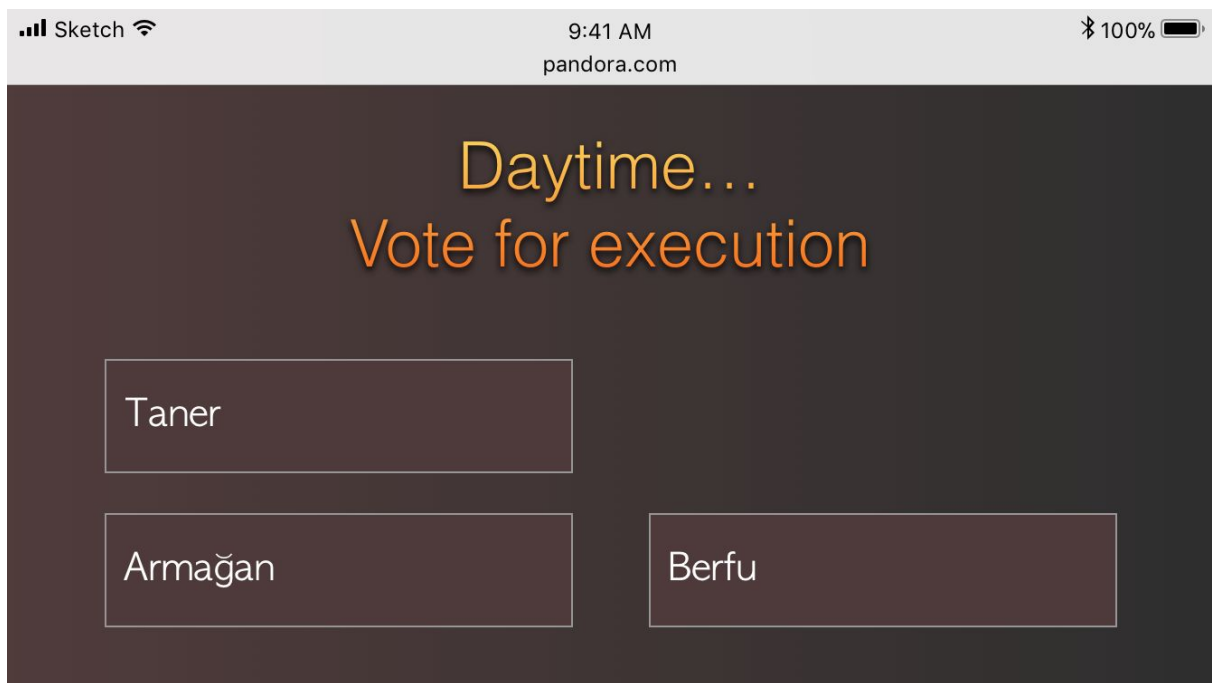 Sketch 9:41 AM 100%
pandora.com
Daytime...
Vote for execution
Taner
Armağan Berfu